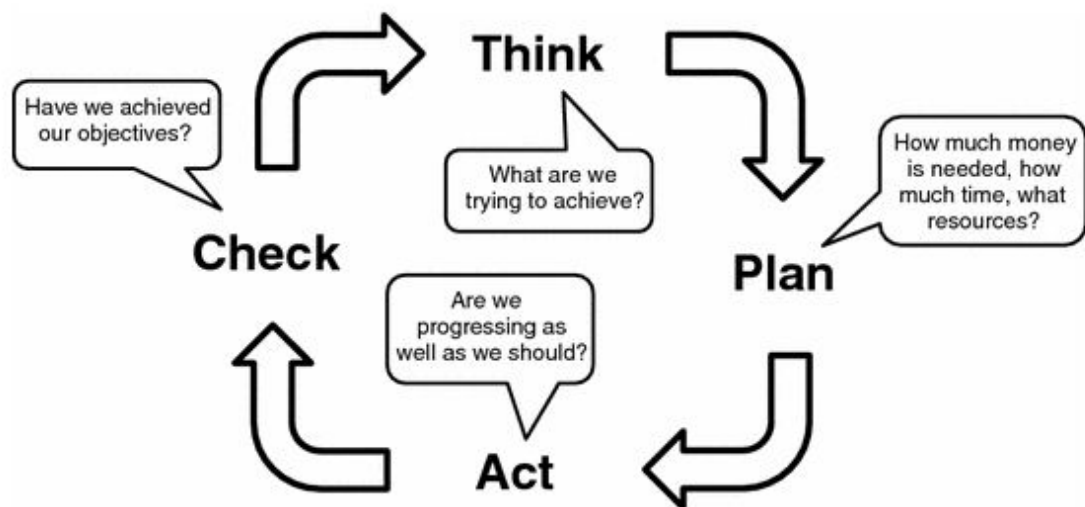 Think
Have we achieved
our objectives?
What are we
trying to achieve?
How much money
is needed, how
much time, what
resources?
Check
Plan
Are we
progressing as
well as we should?
Act